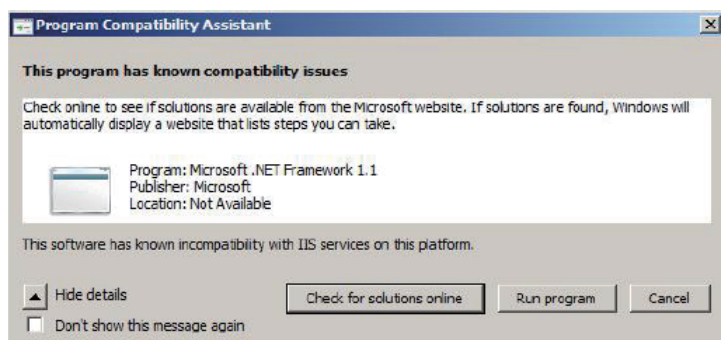 Program Compatibility Assistant
This program has known compatibility issues
Check online to see if solutions are available from the Microsoft website. If solutions are found, Windows will
automatically display a website that lists steps you can take.
Program: Microsoft .NET Framework 1.1
Publisher: Microsoft
Location: Not Available
This software has known incompatibility with IIS services on this platform.
Hide details
Check for solutions online
Run program
Cancel
Don't show this message again